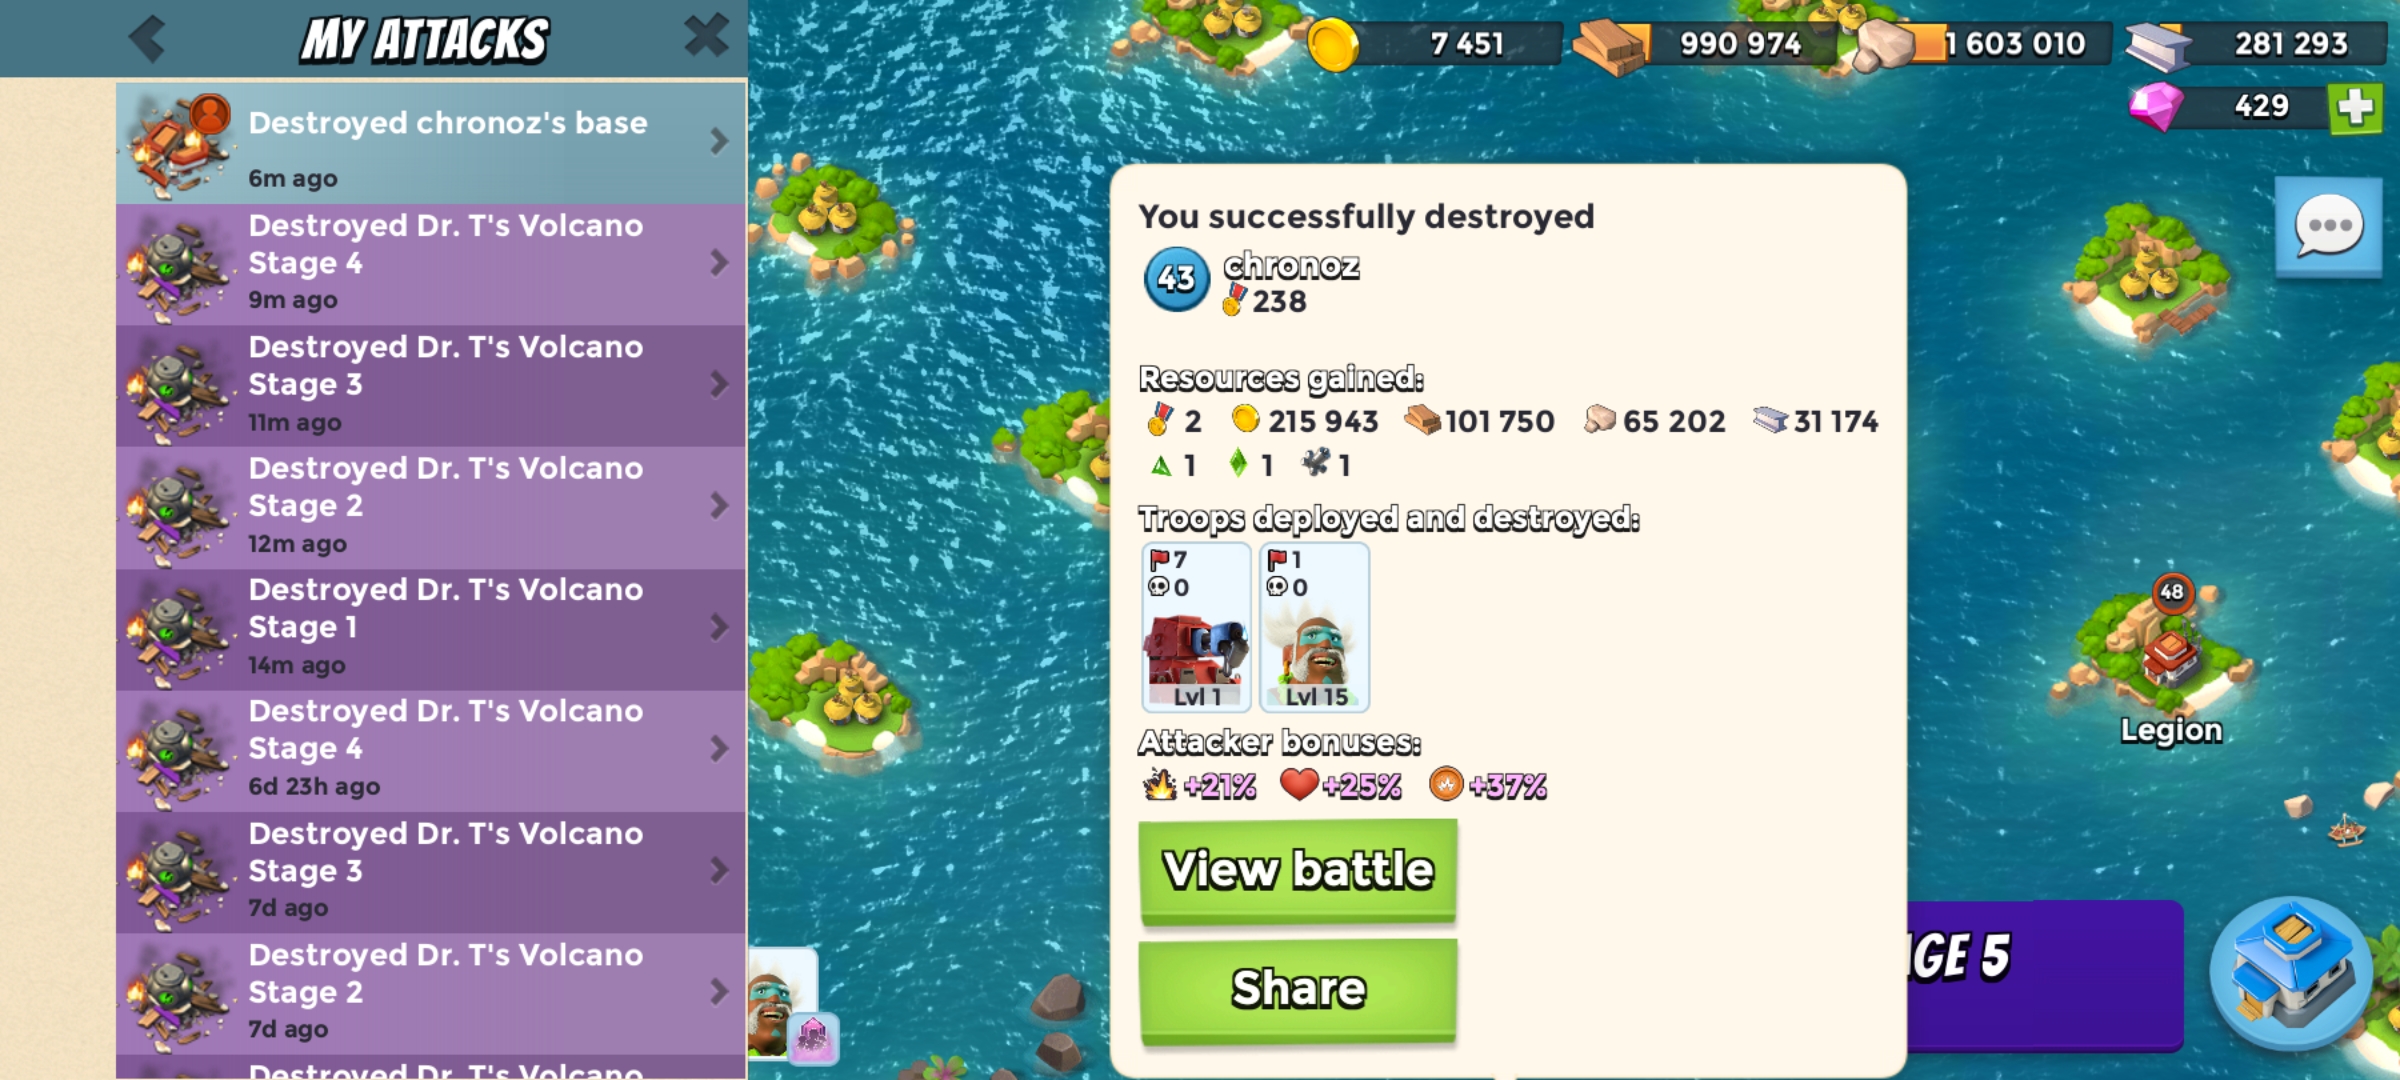 MY ATTACKS
Destroyed chronoz's base
6m ago
Destroyed Dr. T's Volcano
Stage 4
9m ago
Destroyed Dr. T's Volcano
Stage 3
11m ago
Destroyed Dr. T's Volcano
Stage 2
12m ago
Destroyed Dr. T's Volcano
Stage 1
14m ago
Destroyed Dr. T's Volcano
Stage 4
6d 23h ago
Destroyed Dr. T's Volcano
Stage 3
7d ago
Destroyed Dr. T's Volcano
Stage 2
7d ago
Destroyed Dr. T's Volcano
7 451
990 974
1 603 010
281 293
429
You successfully destroyed
43
chronoz
238
Resources gained:
2 215 943 101 750 65 202 31 174
1 1 1
Troops deployed and destroyed:
7 1
0 0
Lvl 1 Lvl 15
Attacker bonuses:
+21% +25% +37%
View battle
Share
48
Legion
GE 5